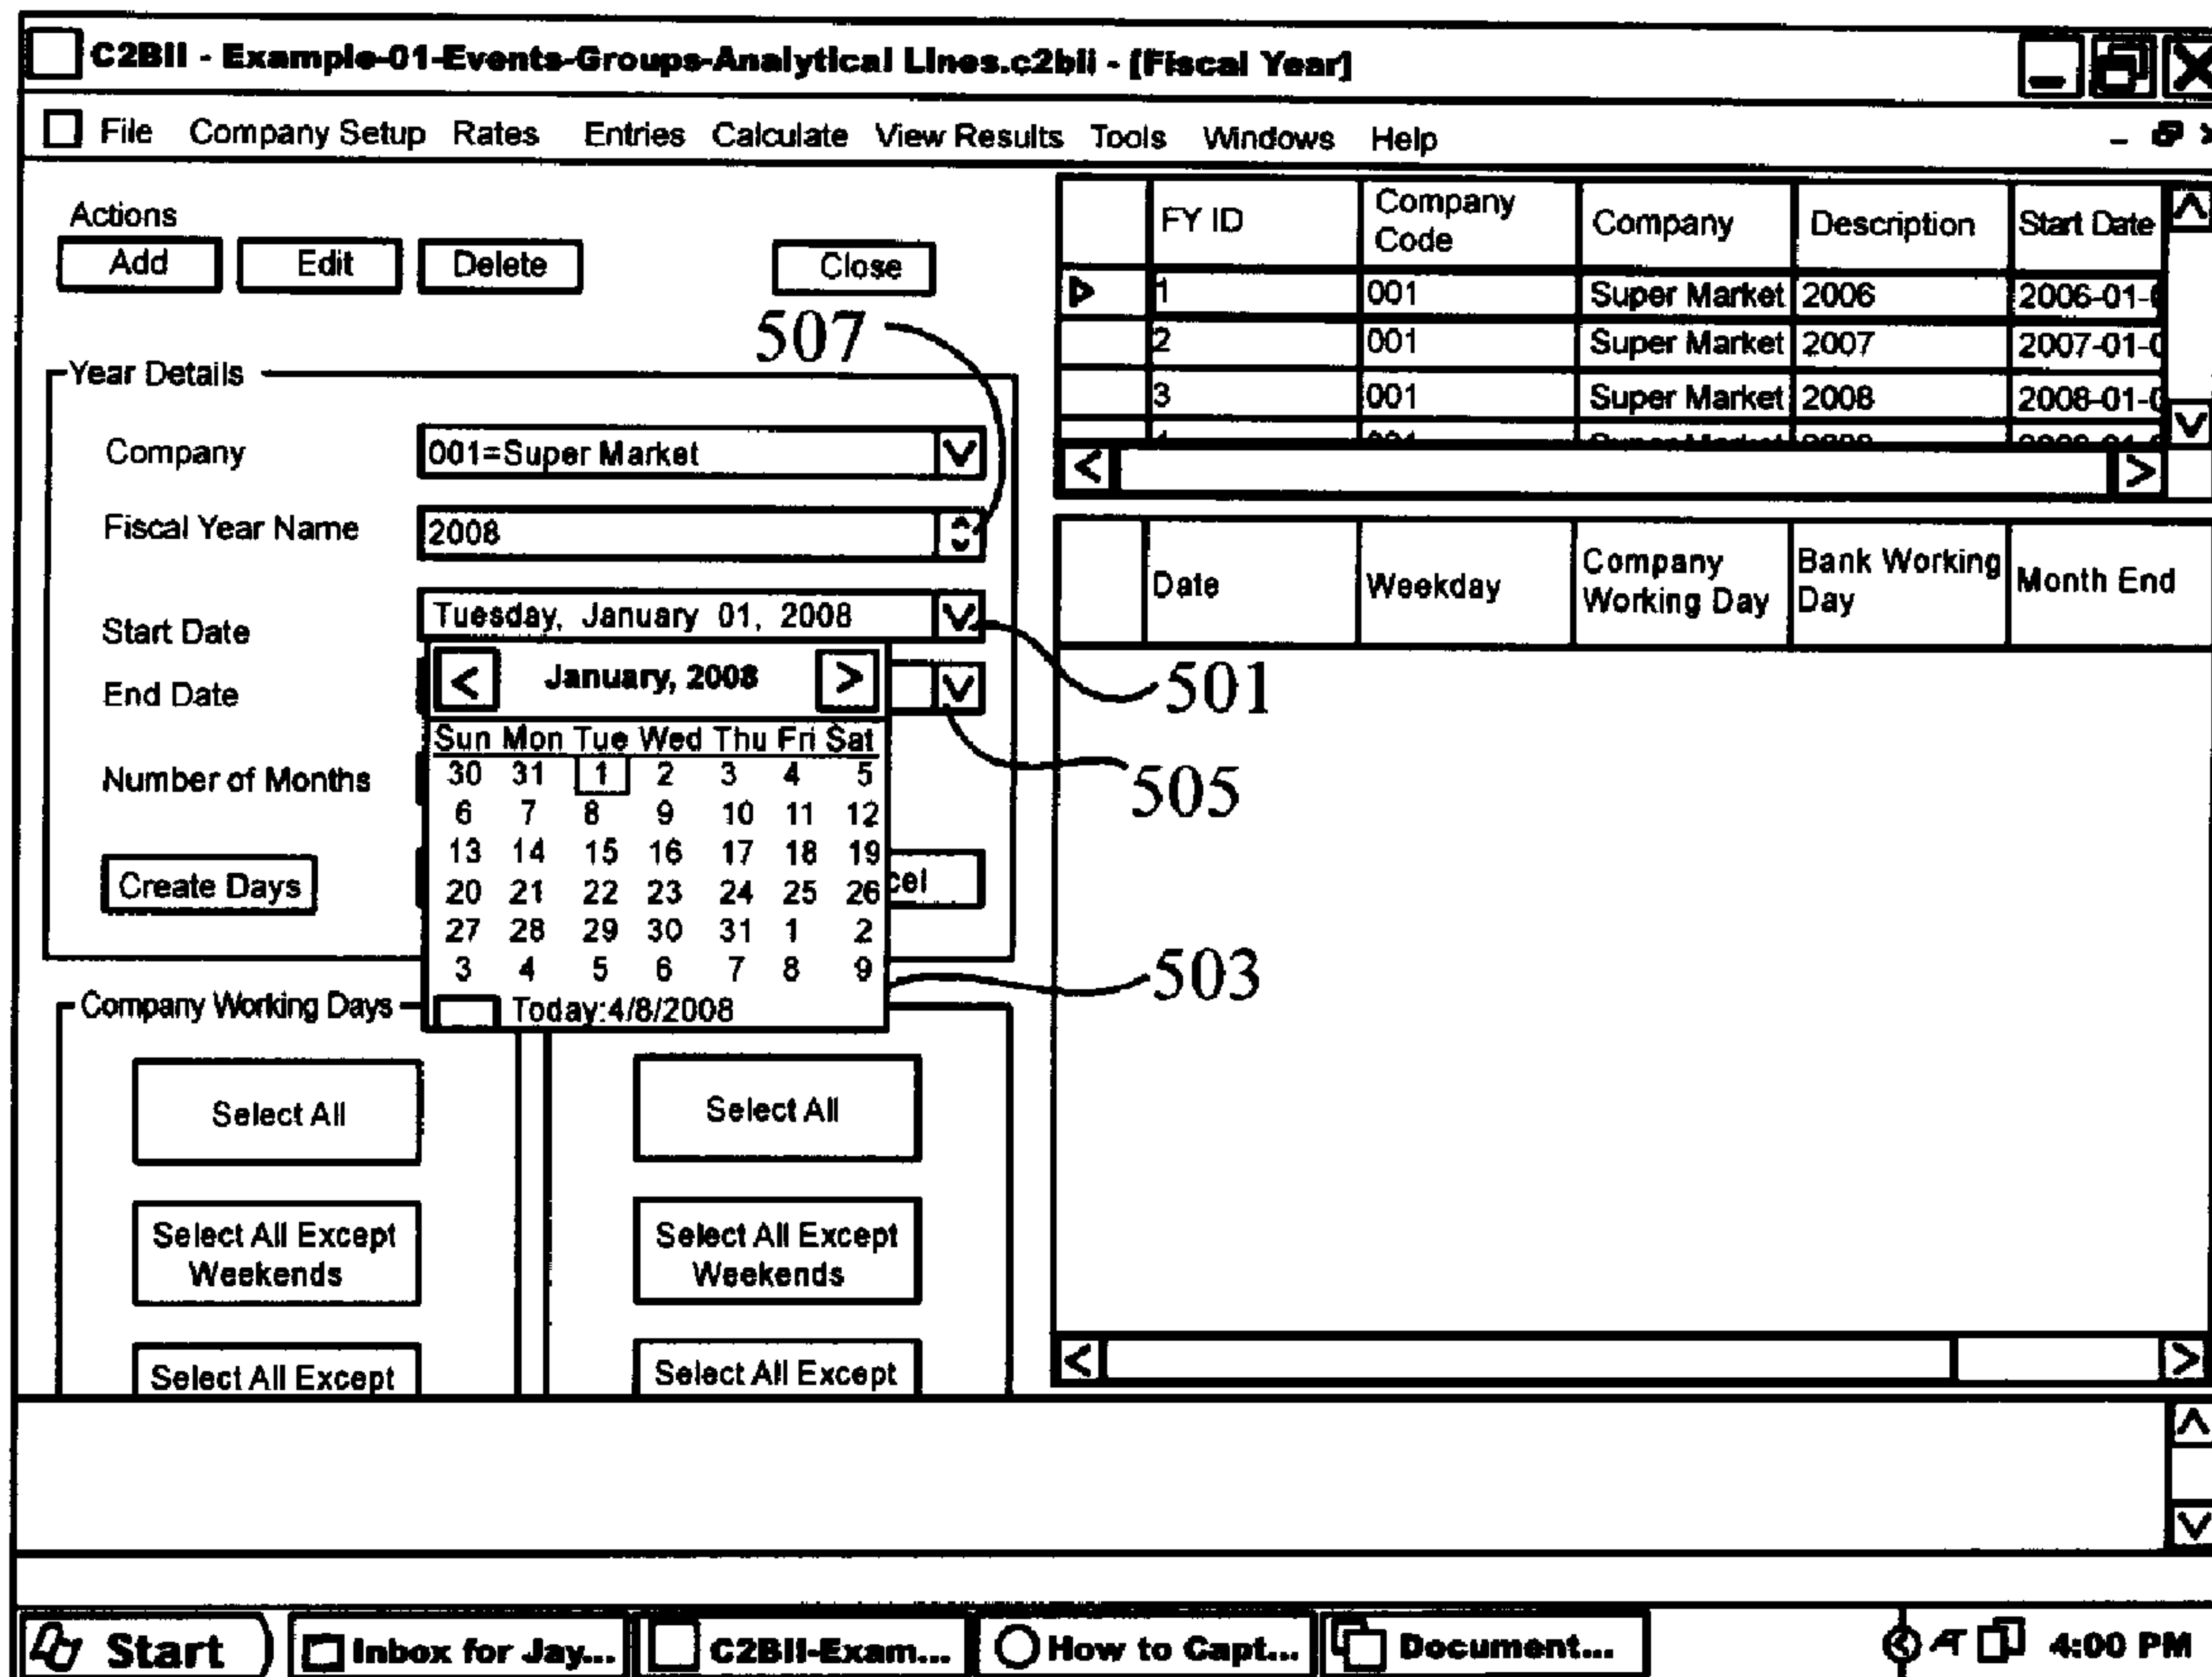 C2BII - Example-01-Events-Groups-Analytical Lines.c2bii - [Fiscal Year]
File Company Setup Rates Entries Calculate View Results Tools Windows Help
Actions
Add Edit Delete Close
507
Year Details
Company 001=Super Market
Fiscal Year Name 2008
Start Date Tuesday, January 01, 2008
End Date
Number of Months
Create Days
< January, 2008 >
Sun Mon Tue Wed Thu Fri Sat
30 31 1 2 3 4 5
6 7 8 9 10 11 12
13 14 15 16 17 18 19
20 21 22 23 24 25 26
27 28 29 30 31 1 2
3 4 5 6 7 8 9
Today:4/8/2008
cel
501
505
503
Company Working Days
Select All
Select All Except
Weekends
Select All Except
Select All
Select All Except
Weekends
Select All Except
FY ID Company Code Company Description Start Date
1 001 Super Market 2006 2006-01-
2 001 Super Market 2007 2007-01-0
3 001 Super Market 2008 2008-01-0
Date Weekday Company Working Day Bank Working Day Month End
Start Inbox for Jay... C2BII-Exam... How to Capt... Document... 4:00 PM